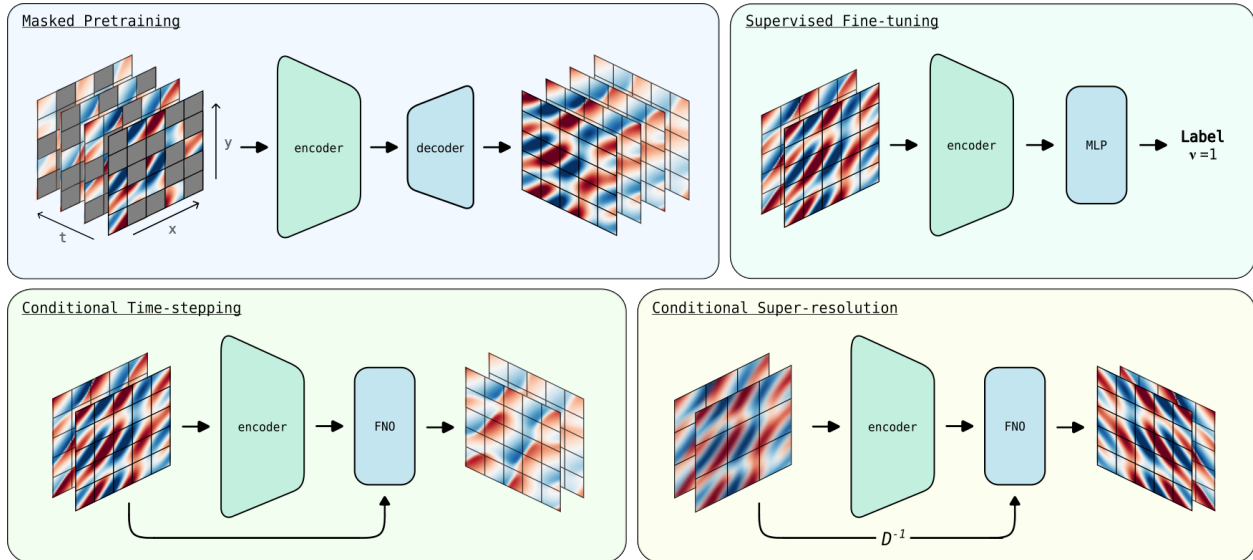 Masked Pretraining
y
t
x
encoder
decoder
Supervised Fine-tuning
encoder
MLP
Label
ν=1
Conditional Time-stepping
encoder
FNO
Conditional Super-resolution
encoder
FNO
D⁻¹